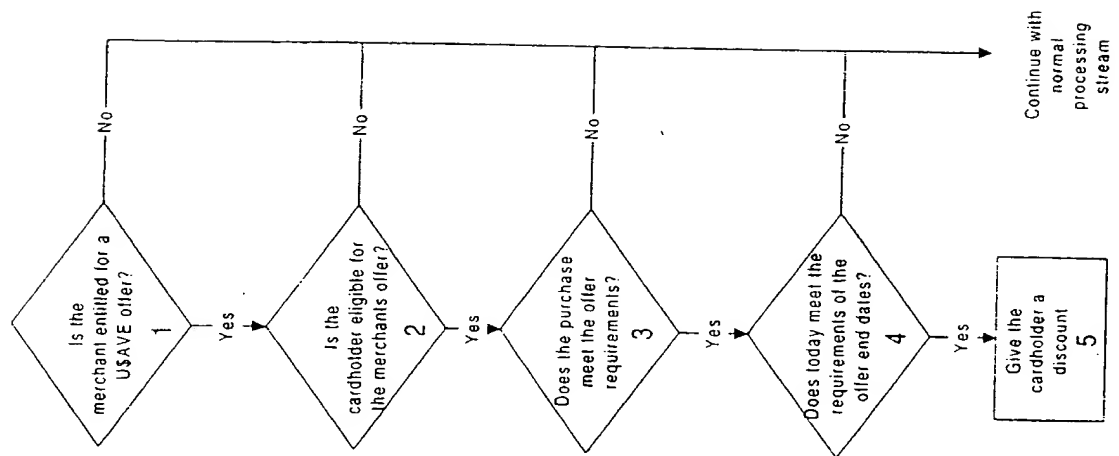 Is the
merchant entitled for a
U$AVE offer?
1
No
Yes
Is the
cardholder eligible for
the merchants offer?
2
No
Yes
Does the purchase
meet the offer
requirements?
3
No
Yes
Does today meet the
requirements of the
offer end dates?
4
No
Yes
Give the
cardholder a
discount
5
Continue with
normal
processing
stream